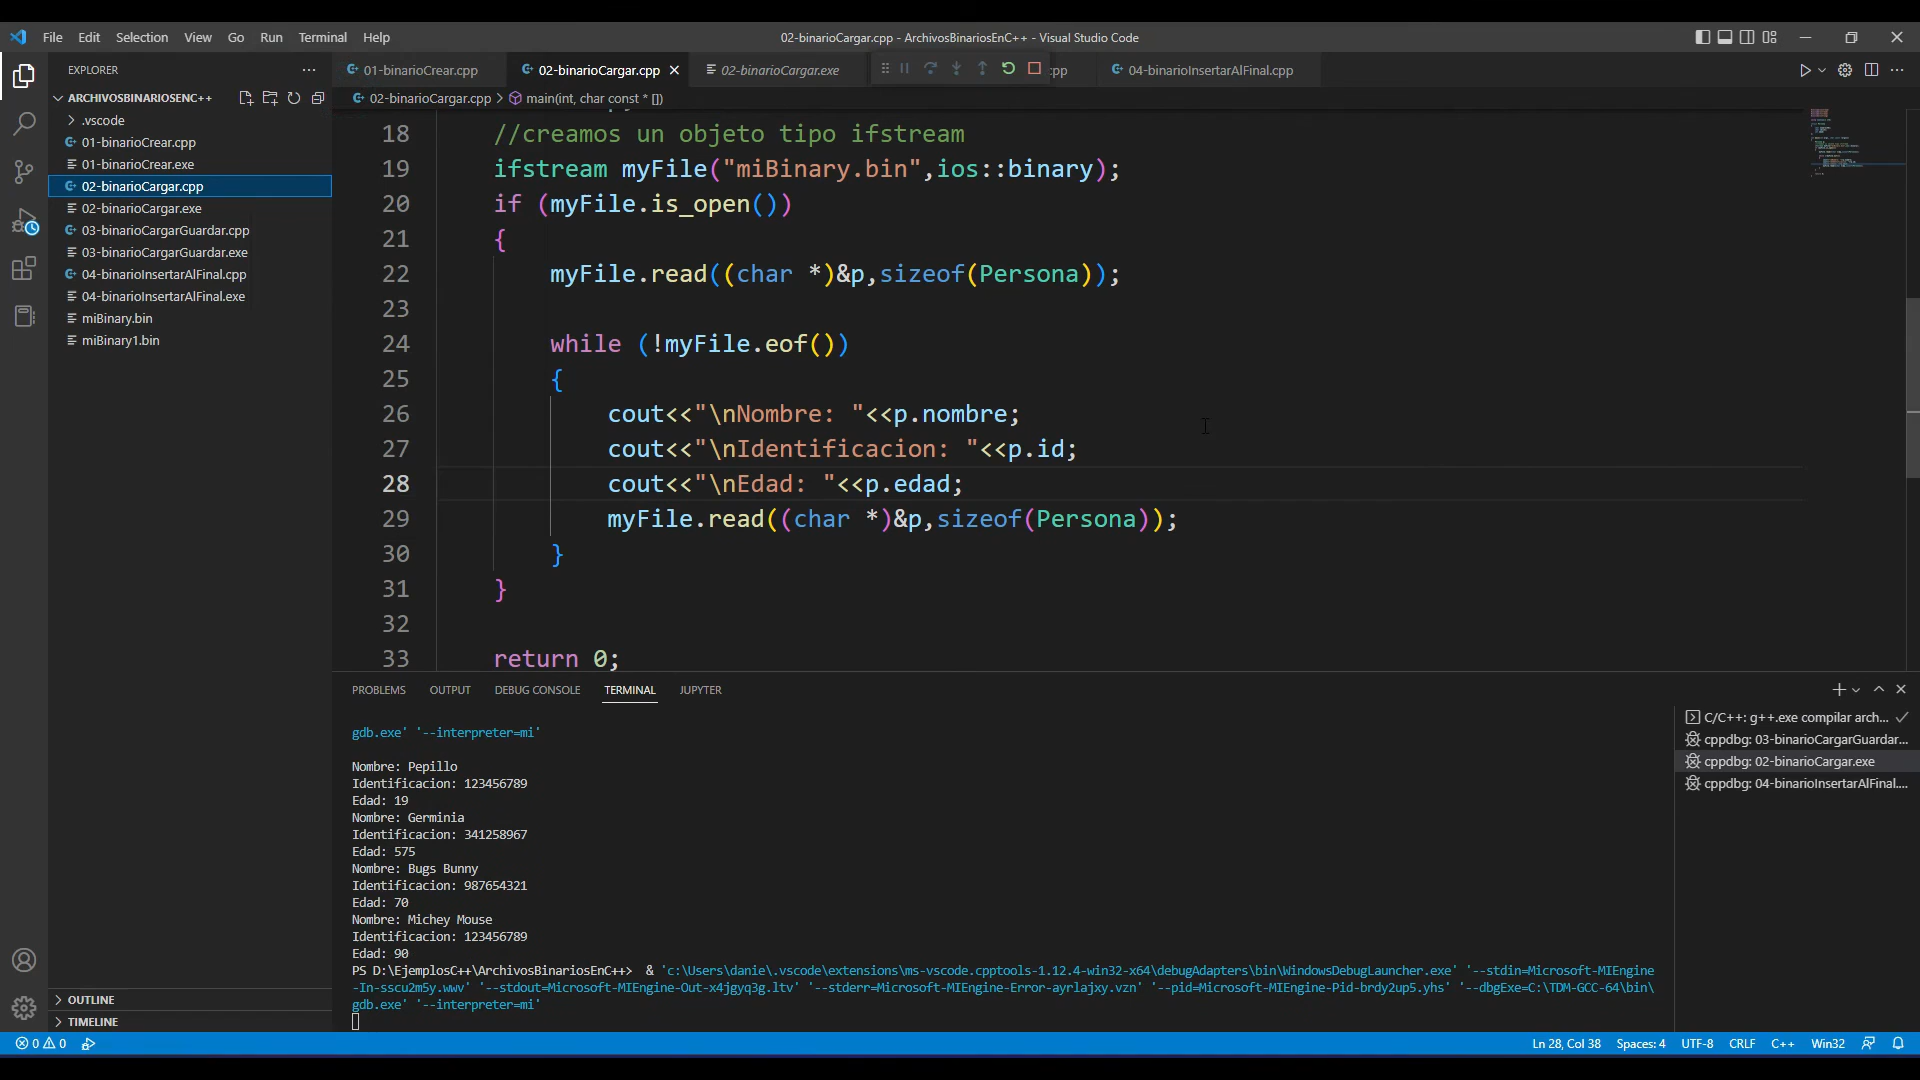 File Edit Selection View Go Run Terminal Help
02-binarioCargar.cpp - ArchivosBinariosEnC++ - Visual Studio Code
EXPLORER
01-binarioCrear.cpp
02-binarioCargar.cpp
02-binarioCargar.exe
cpp
04-binarioInsertarAlFinal.cpp
ARCHIVOSBINARIOSENC++
02-binarioCargar.cpp > main(int, char const * [])
.vscode
01-binarioCrear.cpp
01-binarioCrear.exe
02-binarioCargar.cpp
02-binarioCargar.exe
03-binarioCargarGuardar.cpp
03-binarioCargarGuardar.exe
04-binarioInsertarAlFinal.cpp
04-binarioInsertarAlFinal.exe
miBinary.bin
miBinary1.bin
OUTLINE
TIMELINE
18 //creamos un objeto tipo ifstream
19 ifstream myFile("miBinary.bin",ios::binary);
20 if (myFile.is_open())
21 {
22 myFile.read((char *)&p,sizeof(Persona));
23
24 while (!myFile.eof())
25 {
26 cout<<"\nNombre: "<<p.nombre;
27 cout<<"\nIdentificacion: "<<p.id;
28 cout<<"\nEdad: "<<p.edad;
29 myFile.read((char *)&p,sizeof(Persona));
30 }
31 }
32
33 return 0;
PROBLEMS OUTPUT DEBUG CONSOLE TERMINAL JUPYTER
gdb.exe' '--interpreter=mi'
Nombre: Pepillo
Identificacion: 123456789
Edad: 19
Nombre: Germinia
Identificacion: 341258967
Edad: 575
Nombre: Bugs Bunny
Identificacion: 987654321
Edad: 70
Nombre: Michey Mouse
Identificacion: 123456789
Edad: 90
PS D:\EjemplosC++\ArchivosBinariosEnC++> & 'c:\Users\danie\.vscode\extensions\ms-vscode.cpptools-1.12.4-win32-x64\debugAdapters\bin\WindowsDebugLauncher.exe' '--stdin=Microsoft-MIEngine
-In-sscu2m5y.wwv' '--stdout=Microsoft-MIEngine-Out-x4jgyq3g.ltv' '--stderr=Microsoft-MIEngine-Error-ayrlajxy.vzn' '--pid=Microsoft-MIEngine-Pid-brdy2up5.yhs' '--dbgExe=C:\TDM-GCC-64\bin\
gdb.exe' '--interpreter=mi'
C/C++: g++.exe compilar arch...
cppdbg: 03-binarioCargarGuardar...
cppdbg: 02-binarioCargar.exe
cppdbg: 04-binarioInsertarAlFinal....
0 0
Ln 28, Col 38 Spaces: 4 UTF-8 CRLF C++ Win32